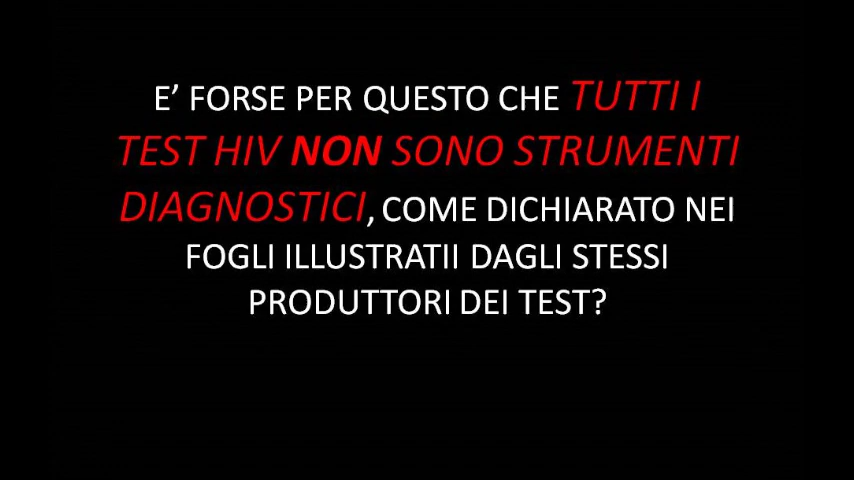 E’ FORSE PER QUESTO CHE TUTTI I
TEST HIV NON SONO STRUMENTI
DIAGNOSTICI, COME DICHIARATO NEI
FOGLI ILLUSTRATII DAGLI STESSI
PRODUTTORI DEI TEST?